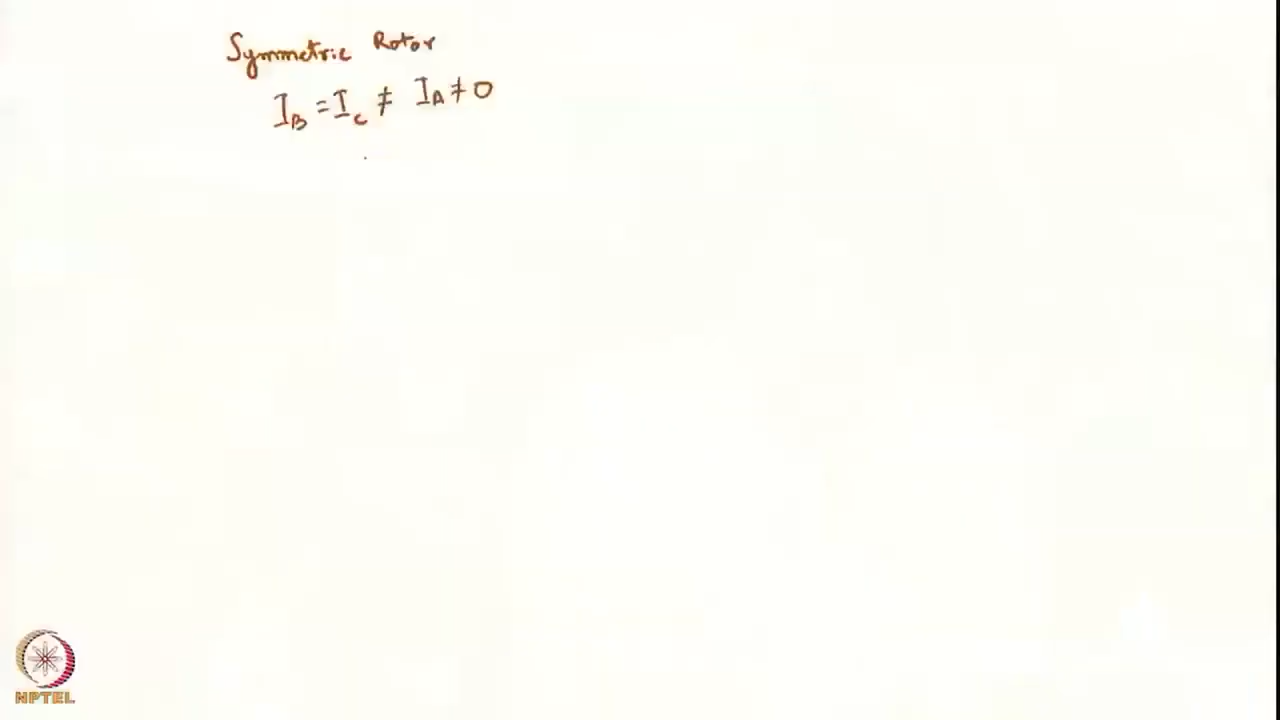 Symmetric Rotor
I_B = I_C ≠ I_A ≠ 0
NPTEL